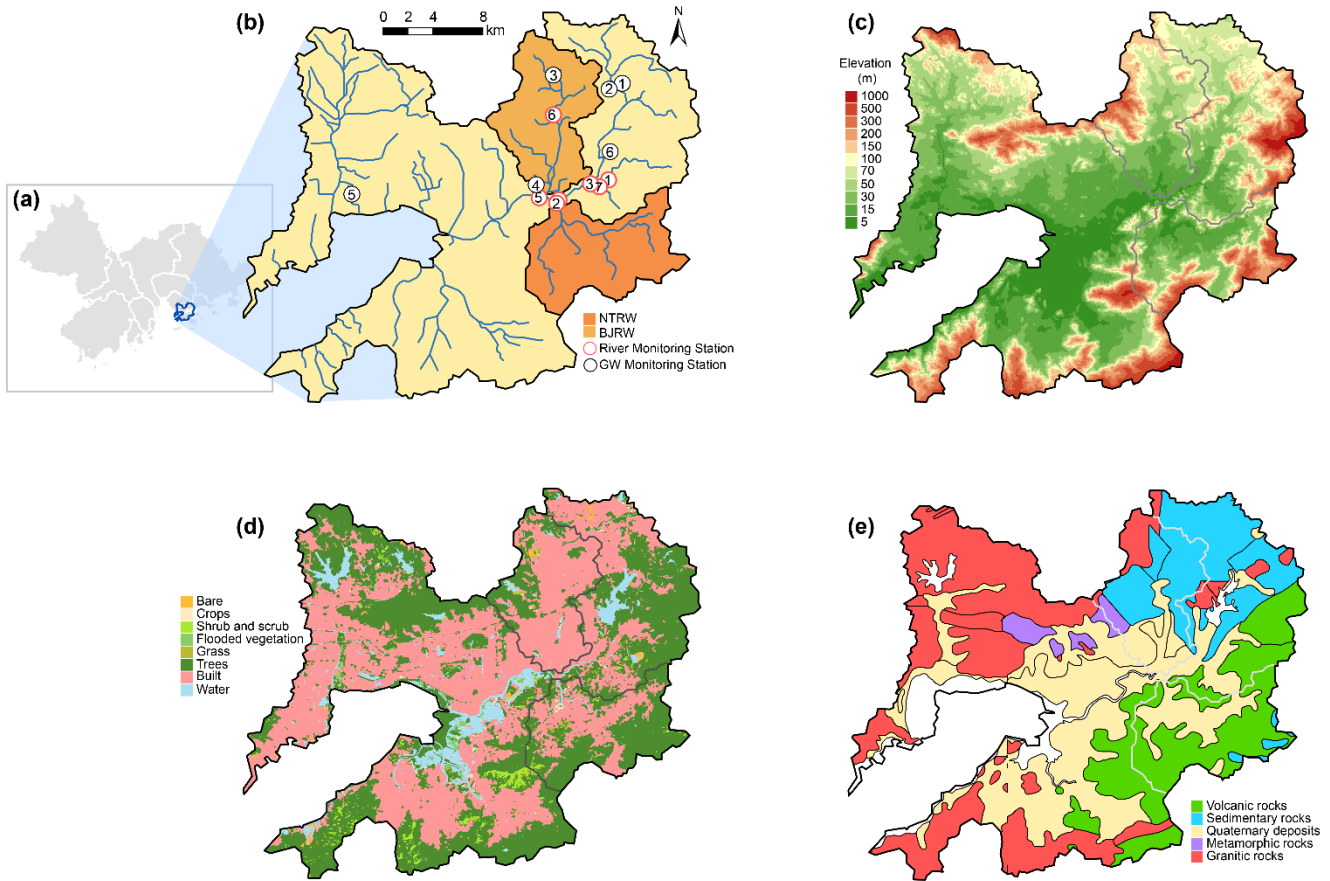 (a)
(b)
0 4 8
km
N
3
1
2
6
6
4
5
2
3
7
1
5
NTRW
BJRW
River Monitoring Station
GW Monitoring Station
(c)
Elevation
(m)
1000
500
300
200
150
100
70
50
30
15
5
(d)
Bare
Crops
Shrub and scrub
Flooded vegetation
Grass
Trees
Built
Water
(e)
Volcanic rocks
Sedimentary rocks
Quaternary deposits
Metamorphic rocks
Granitic rocks